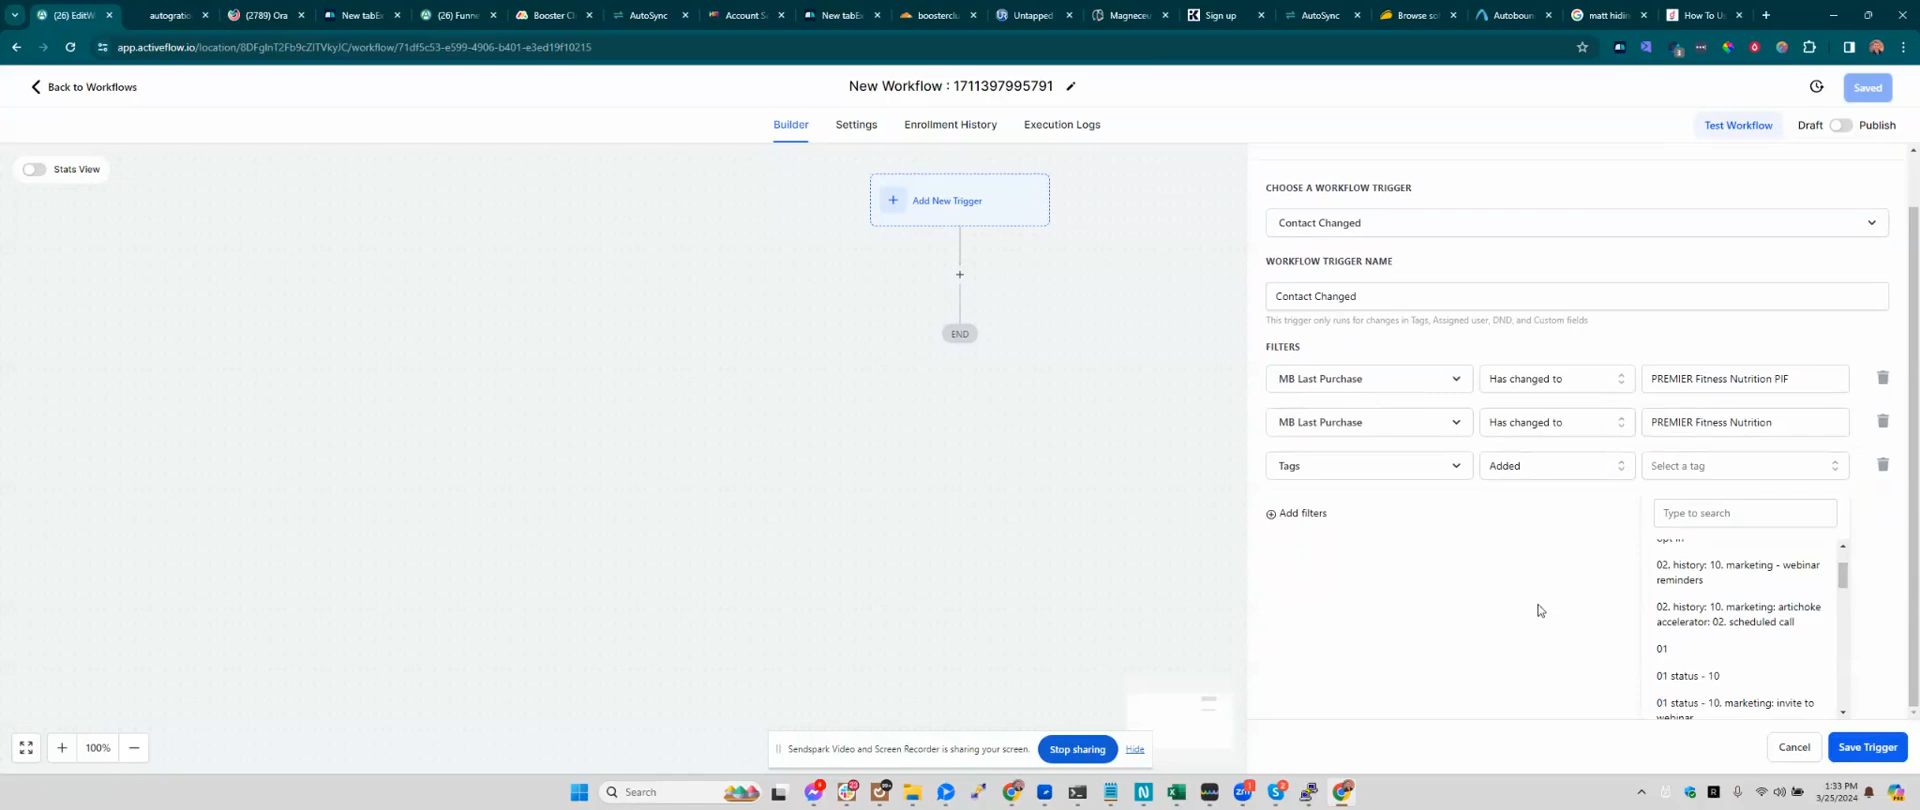 (26) EditW
autogration
(2789) Ora
New tabE
(26) Funne
Booster Cl
AutoSync
Account S
New tabE
boosterclu
Untapped
Magneceu
Sign up
AutoSync
Browse sof
Autoboun
matt hidin
How To U
app.activeflow.io/location/8DFgInT2Fb9cZlTVkyJC/workflow/71df5c53-e599-4906-b401-e3ed19f10215
Back to Workflows
New Workflow : 1711397995791
Saved
Builder
Settings
Enrollment History
Execution Logs
Test Workflow
Draft
Publish
Stats View
Add New Trigger
END
CHOOSE A WORKFLOW TRIGGER
Contact Changed
WORKFLOW TRIGGER NAME
Contact Changed
This trigger only runs for changes in Tags, Assigned user, DND, and Custom fields
FILTERS
MB Last Purchase
Has changed to
PREMIER Fitness Nutrition PIF
MB Last Purchase
Has changed to
PREMIER Fitness Nutrition
Tags
Added
Select a tag
Add filters
Type to search
opt in
02. history: 10. marketing - webinar
reminders
02. history: 10. marketing: artichoke
accelerator: 02. scheduled call
01
01 status - 10
01 status - 10. marketing: invite to
webinar
100%
Sendspark Video and Screen Recorder is sharing your screen.
Stop sharing
Hide
Cancel
Save Trigger
Search
1:33 PM
3/25/2024